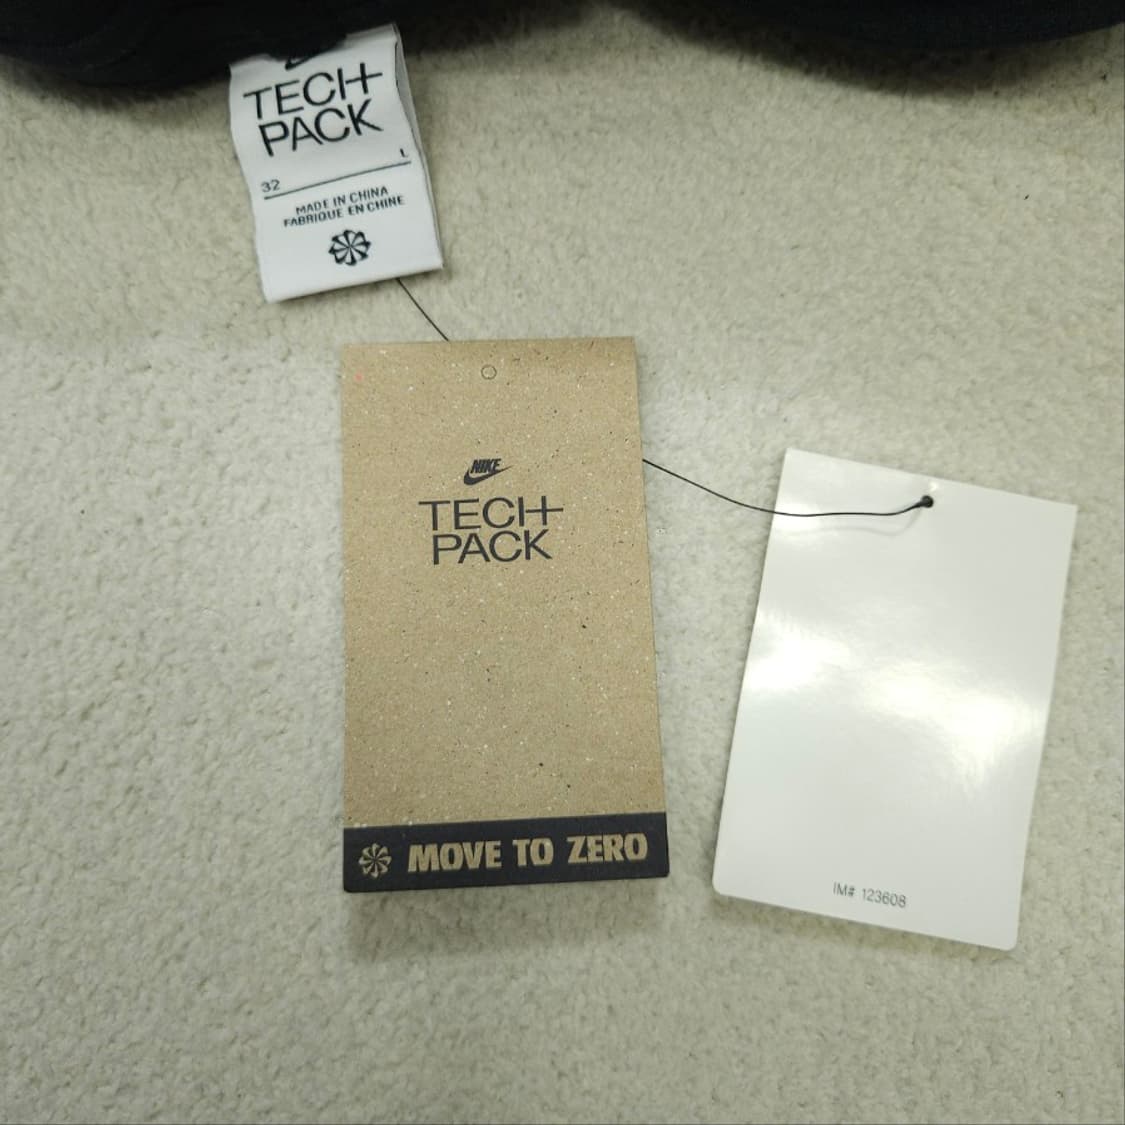 TECH
PACK
32 L
MADE IN CHINA
FABRIQUE EN CHINE
NIKE
TECH
PACK
MOVE TO ZERO
IM# 123608